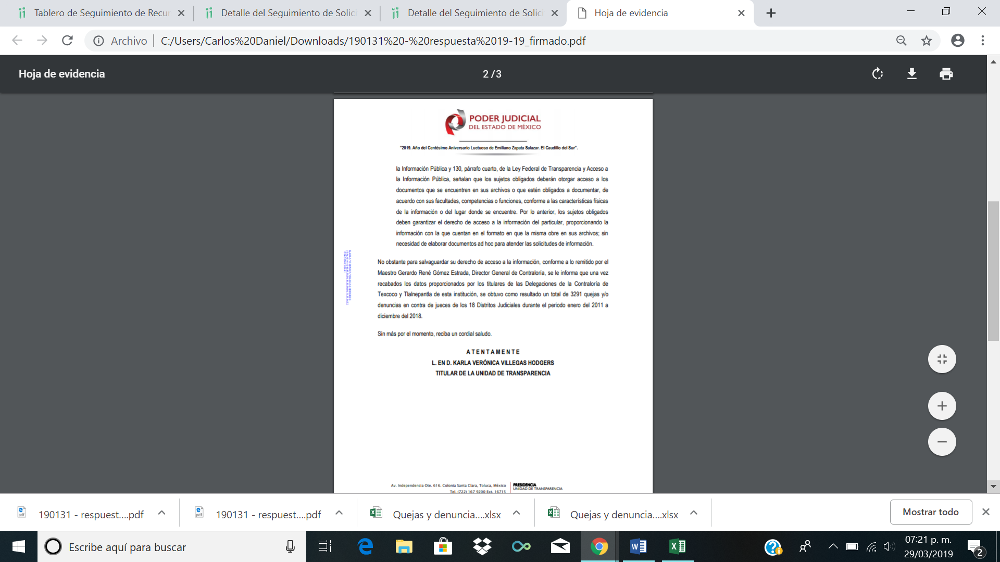 Tablero de Seguimiento de Recur
Detalle del Seguimiento de Solici
Detalle del Seguimiento de Solici
Hoja de evidencia
Archivo
C:/Users/Carlos%20Daniel/Downloads/190131%20-%20respuesta%2019-19_firmado.pdf
Hoja de evidencia
2 / 3
PODER JUDICIAL
DEL ESTADO DE MÉXICO
"2019. Año del Centésimo Aniversario Luctuoso de Emiliano Zapata Salazar. El Caudillo del Sur".
la Información Pública y 130, párrafo cuarto, de la Ley Federal de Transparencia y Acceso a
la Información Pública, señalan que los sujetos obligados deberán otorgar acceso a los
documentos que se encuentren en sus archivos o que estén obligados a documentar, de
acuerdo con sus facultades, competencias o funciones, conforme a las características físicas
de la información o del lugar donde se encuentre. Por lo anterior, los sujetos obligados
deben garantizar el derecho de acceso a la información del particular, proporcionando la
información con la que cuentan en el formato en que la misma obre en sus archivos; sin
necesidad de elaborar documentos ad hoc para atender las solicitudes de información.
No obstante para salvaguardar su derecho de acceso a la información, conforme a lo remitido por el
Maestro Gerardo René Gómez Estrada, Director General de Contraloría, se le informa que una vez
recabados los datos proporcionados por los titulares de las Delegaciones de la Contraloría de
Texcoco y Tlalnepantla de esta institución, se obtuvo como resultado un total de 3291 quejas y/o
denuncias en contra de jueces de los 18 Distritos Judiciales durante el periodo enero del 2011 a
diciembre del 2018.
Sin más por el momento, reciba un cordial saludo.
A T E N T A M E N T E
L. EN D. KARLA VERÓNICA VILLEGAS HODGERS
TITULAR DE LA UNIDAD DE TRANSPARENCIA
KARLA VERONICA VILLEGAS HODGERS
Av. Independencia Ote. 616. Colonia Santa Clara, Toluca, México
Tel. (722) 167 9200 Ext. 16715
PRESIDENCIA
UNIDAD DE TRANSPARENCIA
190131 - respuest....pdf
190131 - respuest....pdf
Quejas y denuncia....xlsx
Quejas y denuncia....xlsx
Mostrar todo
Escribe aquí para buscar
07:21 p. m.
29/03/2019
2